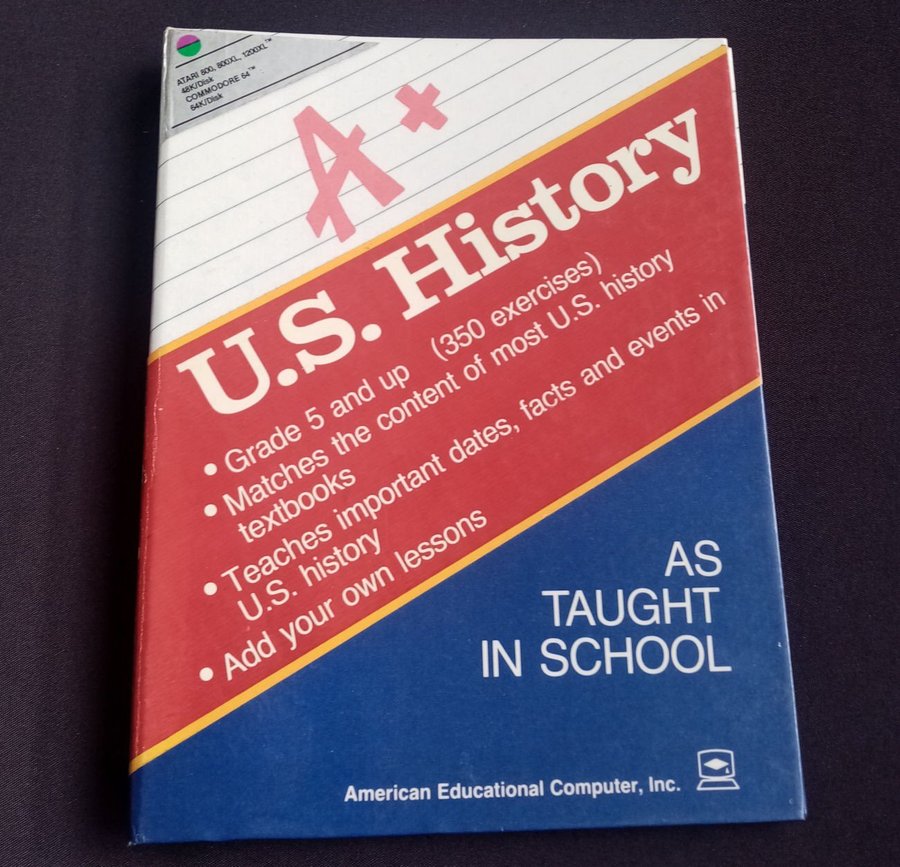 ATARI 800, 800XL, 1200XL™
48K/Disk
COMMODORE 64™
64K/Disk
A+
U.S. History
• Grade 5 and up (350 exercises)
• Matches the content of most U.S. history
textbooks
• Teaches important dates, facts and events in
U.S. history
• Add your own lessons
AS
TAUGHT
IN SCHOOL
American Educational Computer, Inc.